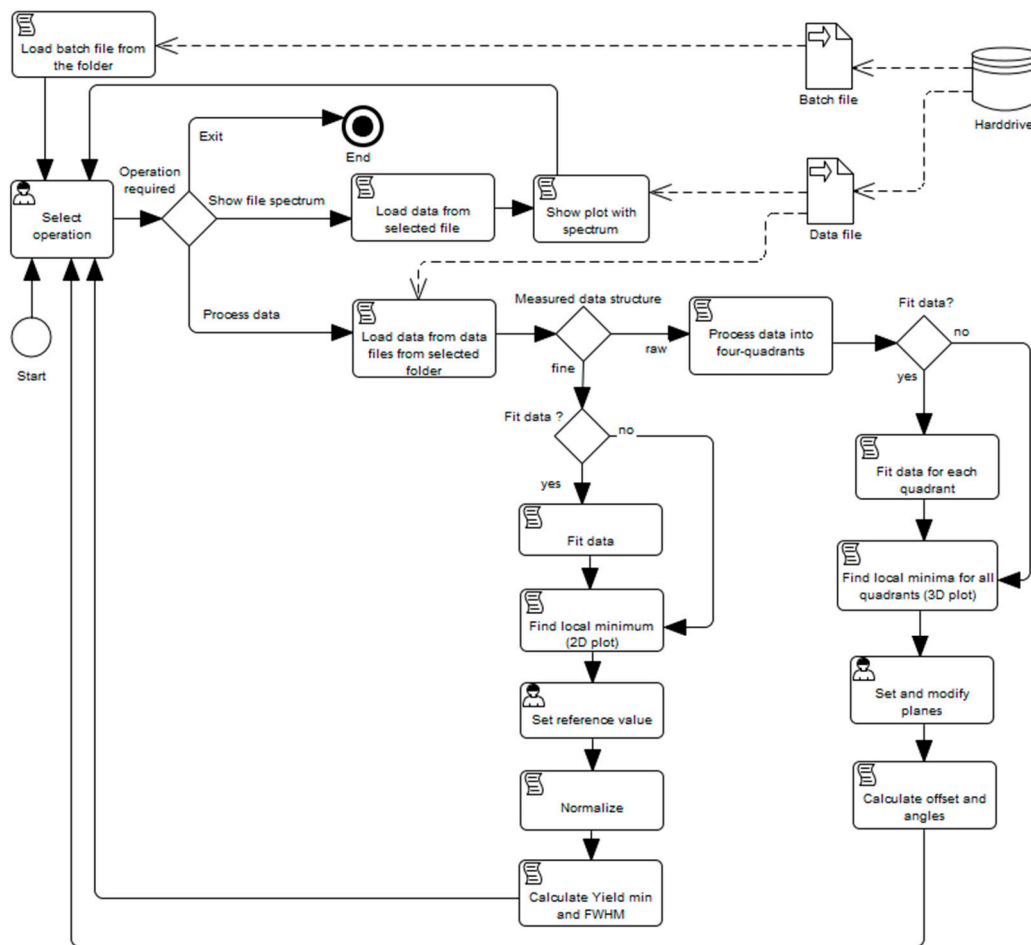 Load batch file from
the folder
Batch file
Harddrive
Exit
End
Operation
required
Select
operation
Show file spectrum
Load data from
selected file
Show plot with
spectrum
Data file
Start
Process data
Load data from data
files from selected
folder
Measured data structure
raw
fine
Process data into
four-quadrants
Fit data?
no
yes
Fit data ?
no
yes
Fit data for each
quadrant
Fit data
Find local minima for all
quadrants (3D plot)
Find local minimum
(2D plot)
Set and modify
planes
Set reference value
Normalize
Calculate offset and
angles
Calculate Yield min
and FWHM